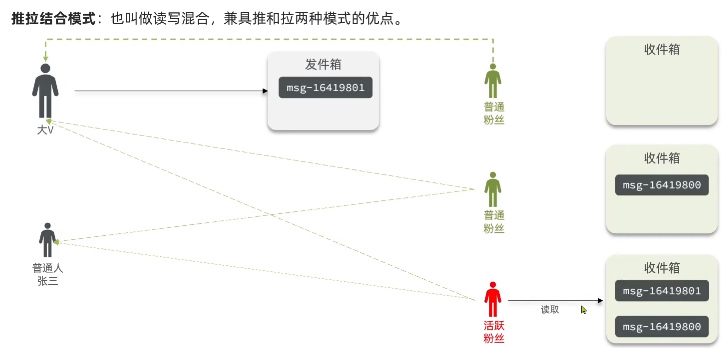 推拉结合模式：也叫做读写混合，兼具推和拉两种模式的优点。
发件箱
msg-16419801
大V
普通
粉丝
收件箱
普通
粉丝
收件箱
msg-16419800
普通人
张三
活跃
粉丝
读取
收件箱
msg-16419801
msg-16419800